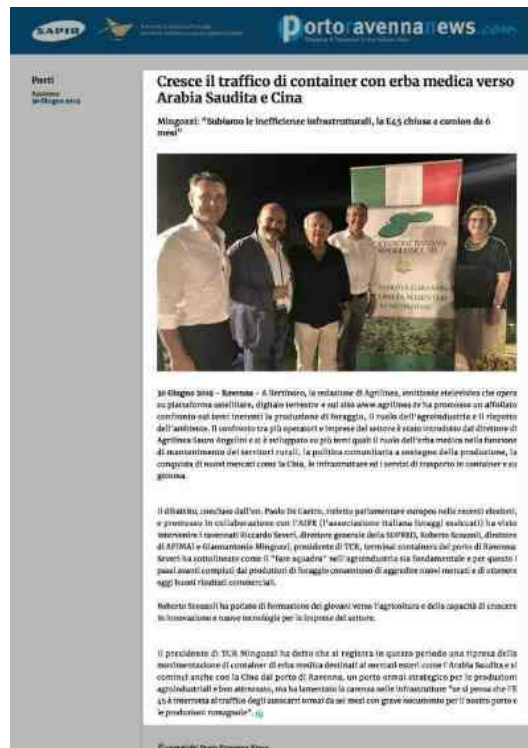 SAPIR
Portoravennanews.com
Porti
Ravenna
30 Giugno 2019
Cresce il traffico di container con erba medica verso
Arabia Saudita e Cina
Mingozzi: "Subiamo le inefficienze infrastrutturali, la E45 chiusa a camion da 6
mesi"
30 Giugno 2019 – Ravenna – A Bertinoro, la redazione di Agrilinea, emittente televisiva che opera
su piattaforma satellitare, digitale terrestre e sul sito www.agrilinea.tv ha promosso un affollato
confronto sui temi inerenti la produzione di foraggio, il ruolo dell'agroindustria e il rispetto
dell'ambiente. Il confronto tra più operatori e imprese del settore è stato introdotto dal direttore di
Agrilinea Sauro Angelini e si è sviluppato su più temi quali il ruolo dell'erba medica nella funzione
di mantenimento dei territori rurali, la politica comunitaria a sostegno della produzione, la
conquista di nuovi mercati come la Cina, le infrastrutture ed i servizi di trasporto in container e su
gomma.
Il dibattito, concluso dall'on. Paolo De Castro, rieletto parlamentare europeo nelle recenti elezioni,
e promosso in collaborazione con l'AIFE (l'associazione italiana foraggi essiccati) ha visto
intervenire i ravennati Riccardo Severi, direttore generale della, Roberto Scozzoli, direttore
di AFIMAI e Giannantonio Mingozzi, presidente di TCR, terminal containers del porto di Ravenna.
Severi ha sottolineato come il "fare squadra" nell'agroindustria sia fondamentale e per questo i
passi avanti compiuti dai produttori di foraggio consentono di aggredire nuovi mercati e di ottenere
oggi buoni risultati commerciali.
Roberto Scozzoli ha parlato di formazione dei giovani verso l'agricoltura e della capacità di crescere
in innovazione e nuove tecnologie per le imprese del settore.
Il presidente di TCR Mingozzi ha detto che si registra in questo periodo una ripresa della
movimentazione di container di erba medica destinati ai mercati esteri come l'Arabia Saudita e si
cominci anche con la Cina dal porto di Ravenna, un porto ormai strategico per le produzioni
agroindustriali e ben attrezzato, ma ha lamentato la carenza nelle infrastrutture "se si pensa che l'E
45 è interrotta al traffico degli autocarri ormai da sei mesi con grave nocumento per il nostro porto e
le produzioni romagnole".
© copyright Porto Ravenna News